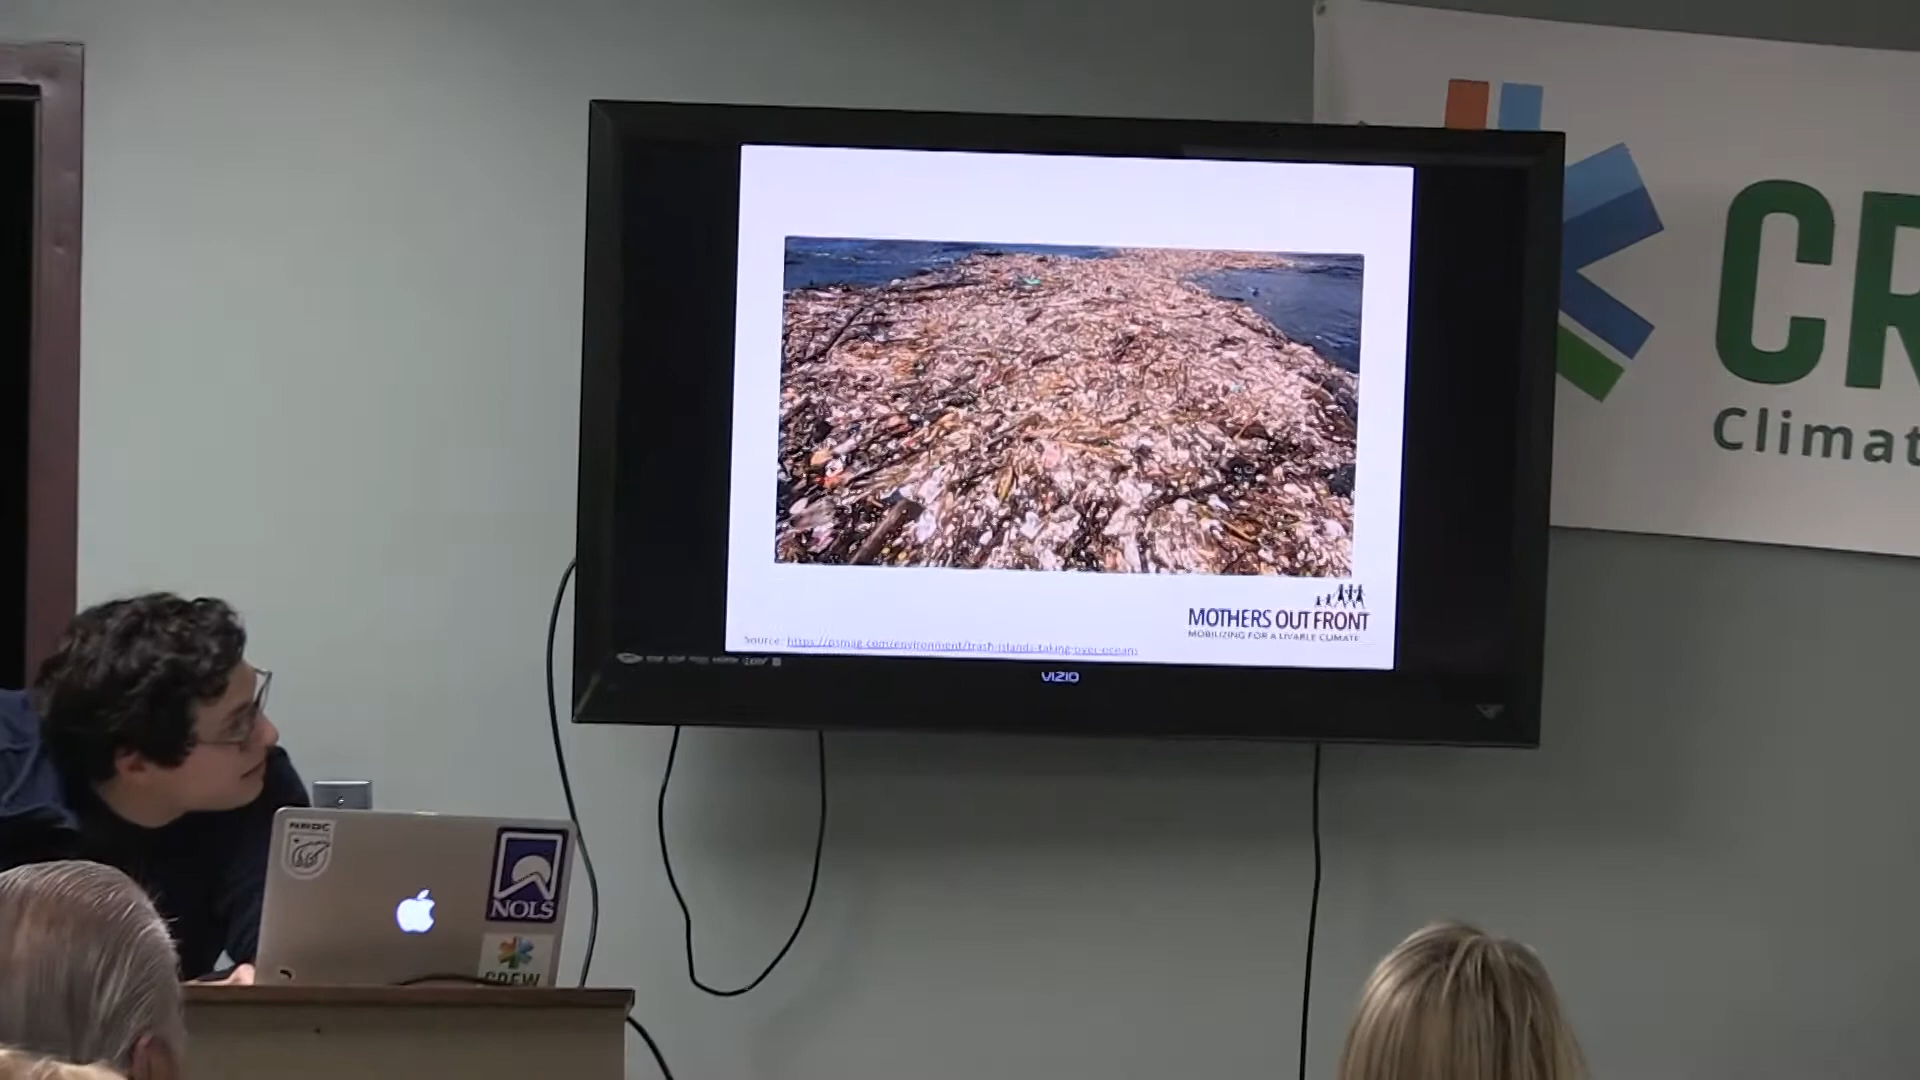 CR
Climat
MOTHERS OUT FRONT
MOBILIZING FOR A LIVABLE CLIMATE
Source: https://psmag.com/environment/trash-islands-taking-over-oceans
VIZIO
NRDC
NOLS
CREW